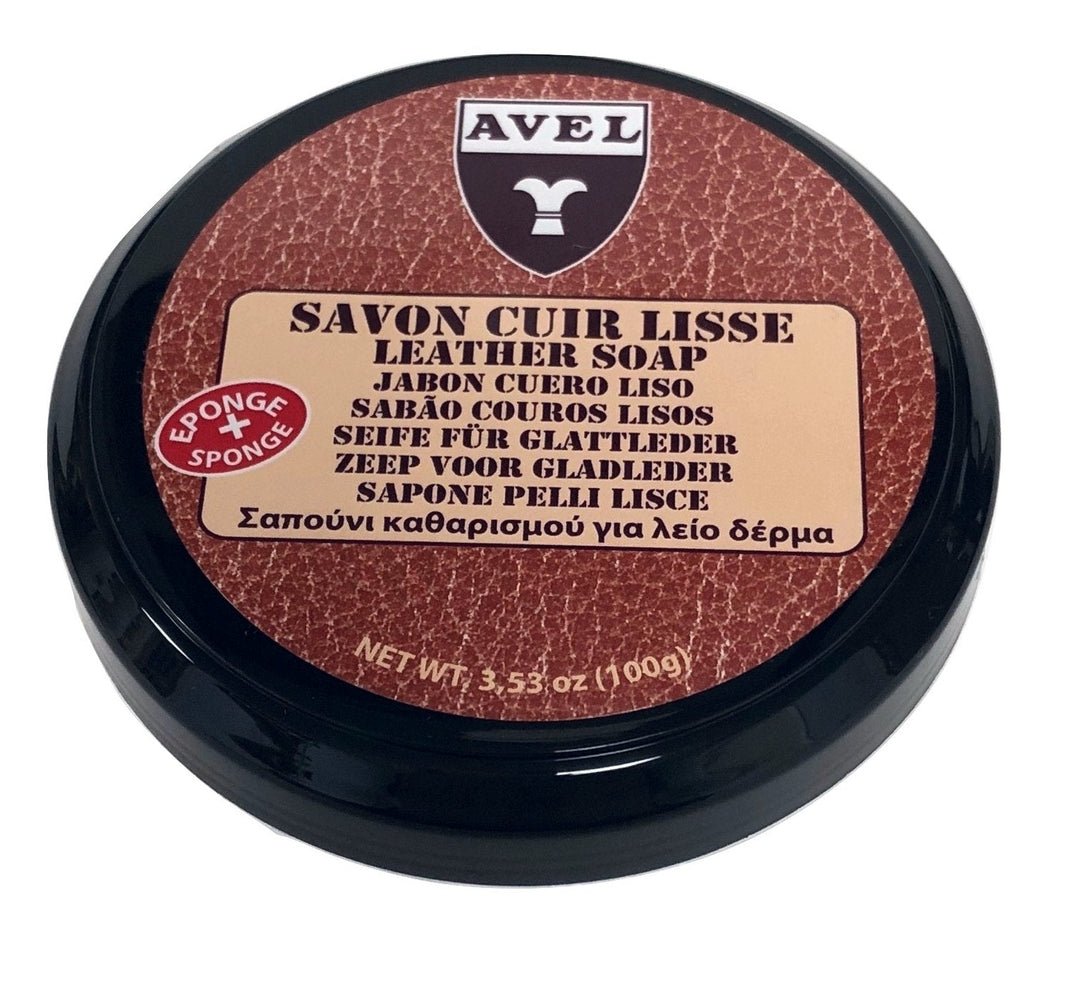 AVEL
SAVON CUIR LISSE
LEATHER SOAP
JABON CUERO LISO
SABÃO COUROS LISOS
SEIFE FÜR GLATTLEDER
ZEEP VOOR GLADLEDER
SAPONE PELLI LISCE
Σαπούνι καθαρισμού για λείο δέρμα
EPONGE
+
SPONGE
NET WT, 3,53 oz (100g)